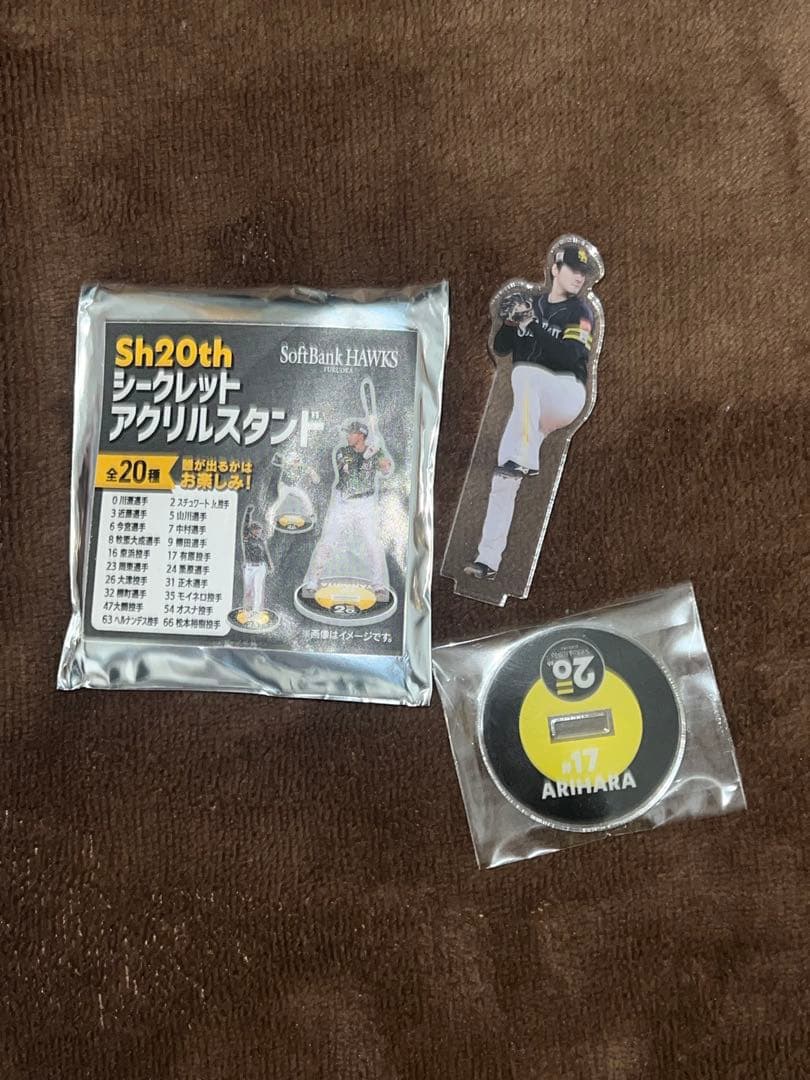 Sh20th
SoftBank HAWKS
FUKUOKA
シークレット
アクリルスタンド
全20種
誰が出るかは
お楽しみ!
0 川瀬選手
2 スチュワート Jr.投手
3 近藤選手
5 山川選手
6 今宮選手
7 中村選手
8 牧原大成選手
9 柳田選手
16 東浜投手
17 有原投手
23 周東選手
24 栗原選手
26 大津投手
31 正木選手
32 柳町選手
35 モイネロ投手
47 大関投手
54 オスナ投手
63 ヘルナンデス投手
66 松本裕樹投手
※画像はイメージです。
20th
#17
ARIHARA